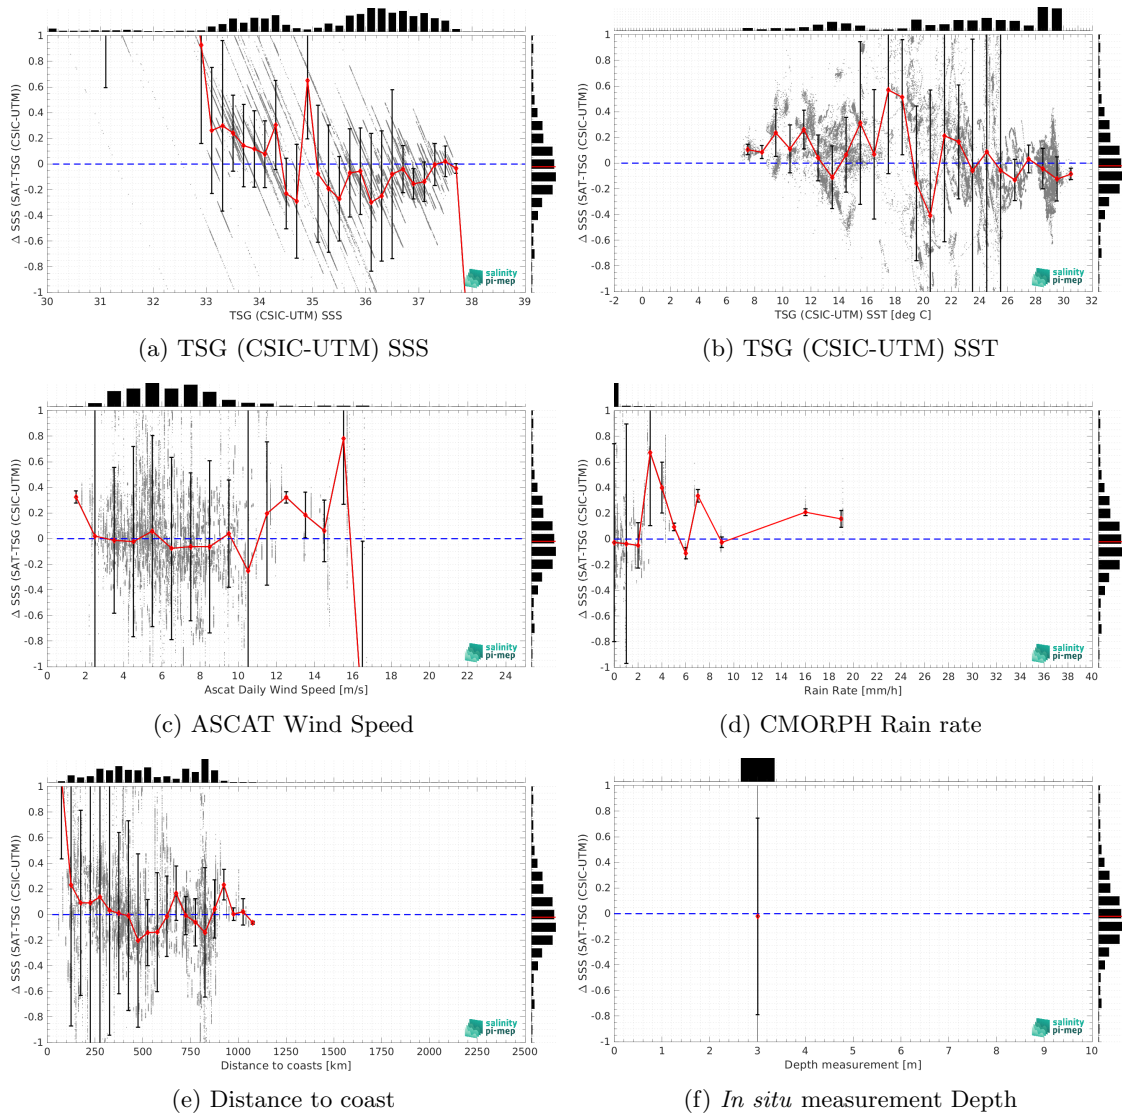 1
0.8
0.6
0.4
0.2
0
-0.2
-0.4
-0.6
-0.8
-1
Δ SSS (SAT-TSG (CSIC-UTM))
30 31 32 33 34 35 36 37 38 39
TSG (CSIC-UTM) SSS
salinity
pi-mep
(a) TSG (CSIC-UTM) SSS
1
0.8
0.6
0.4
0.2
0
-0.2
-0.4
-0.6
-0.8
-1
Δ SSS (SAT-TSG (CSIC-UTM))
-2 0 2 4 6 8 10 12 14 16 18 20 22 24 26 28 30 32
TSG (CSIC-UTM) SST [deg C]
salinity
pi-mep
(b) TSG (CSIC-UTM) SST
1
0.8
0.6
0.4
0.2
0
-0.2
-0.4
-0.6
-0.8
-1
Δ SSS (SAT-TSG (CSIC-UTM))
0 2 4 6 8 10 12 14 16 18 20 22 24
Ascat Daily Wind Speed [m/s]
salinity
pi-mep
(c) ASCAT Wind Speed
1
0.8
0.6
0.4
0.2
0
-0.2
-0.4
-0.6
-0.8
-1
Δ SSS (SAT-TSG (CSIC-UTM))
0 2 4 6 8 10 12 14 16 18 20 22 24 26 28 30 32 34 36 38 40
Rain Rate [mm/h]
salinity
pi-mep
(d) CMORPH Rain rate
1
0.8
0.6
0.4
0.2
0
-0.2
-0.4
-0.6
-0.8
-1
Δ SSS (SAT-TSG (CSIC-UTM))
0 250 500 750 1000 1250 1500 1750 2000 2250 2500
Distance to coasts [km]
salinity
pi-mep
(e) Distance to coast
1
0.8
0.6
0.4
0.2
0
-0.2
-0.4
-0.6
-0.8
-1
Δ SSS (SAT-TSG (CSIC-UTM))
0 1 2 3 4 5 6 7 8 9 10
Depth measurement [m]
salinity
pi-mep
(f) In situ measurement Depth